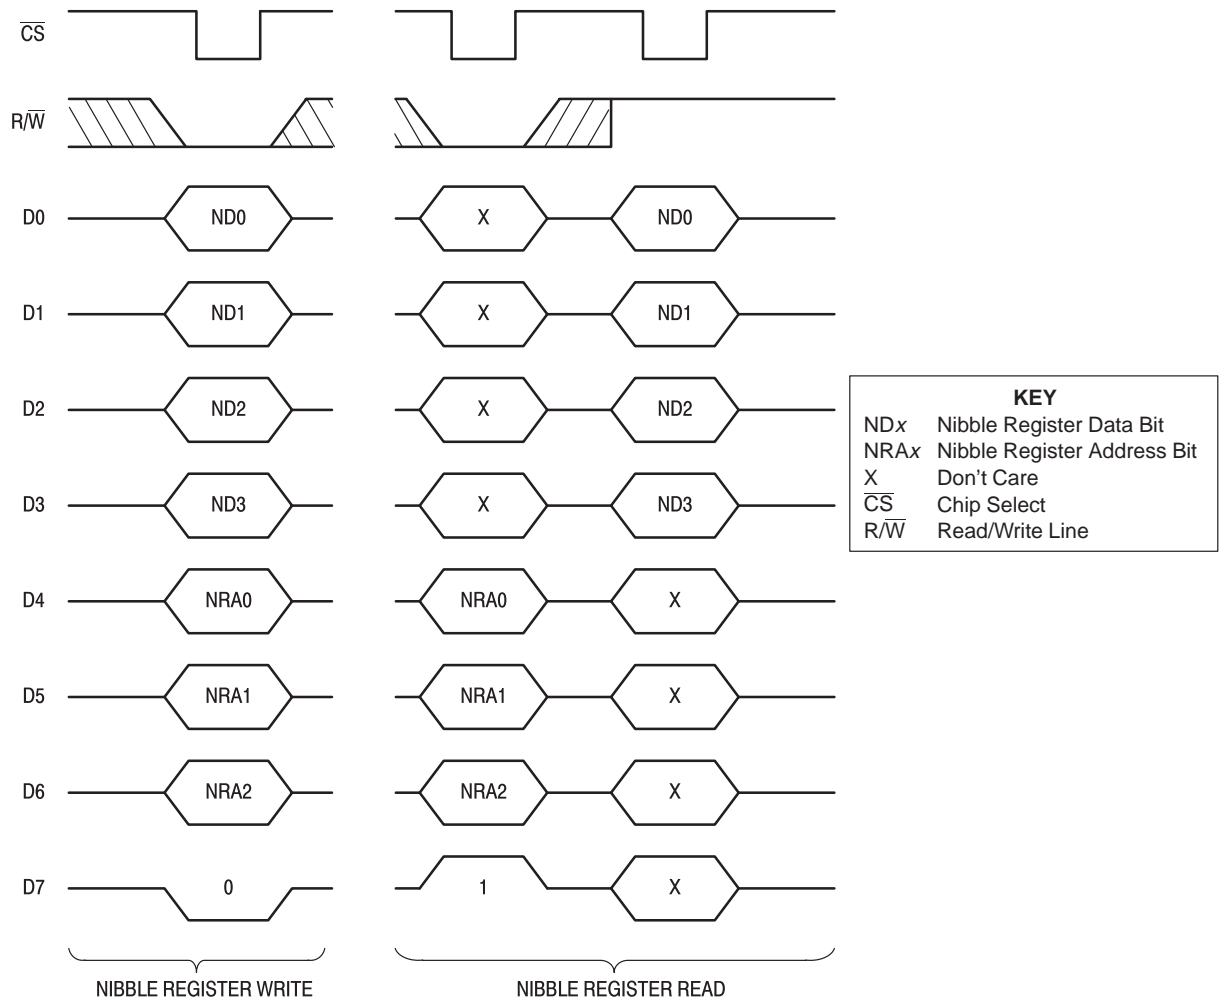 C̅S̅
R/W̅
D0 ND0 X ND0
D1 ND1 X ND1
D2 ND2 X ND2
D3 ND3 X ND3
D4 NRA0 NRA0 X
D5 NRA1 NRA1 X
D6 NRA2 NRA2 X
D7 0 1 X
NIBBLE REGISTER WRITE NIBBLE REGISTER READ
KEY
NDx Nibble Register Data Bit
NRAx Nibble Register Address Bit
X Don't Care
C̅S̅ Chip Select
R/W̅ Read/Write Line